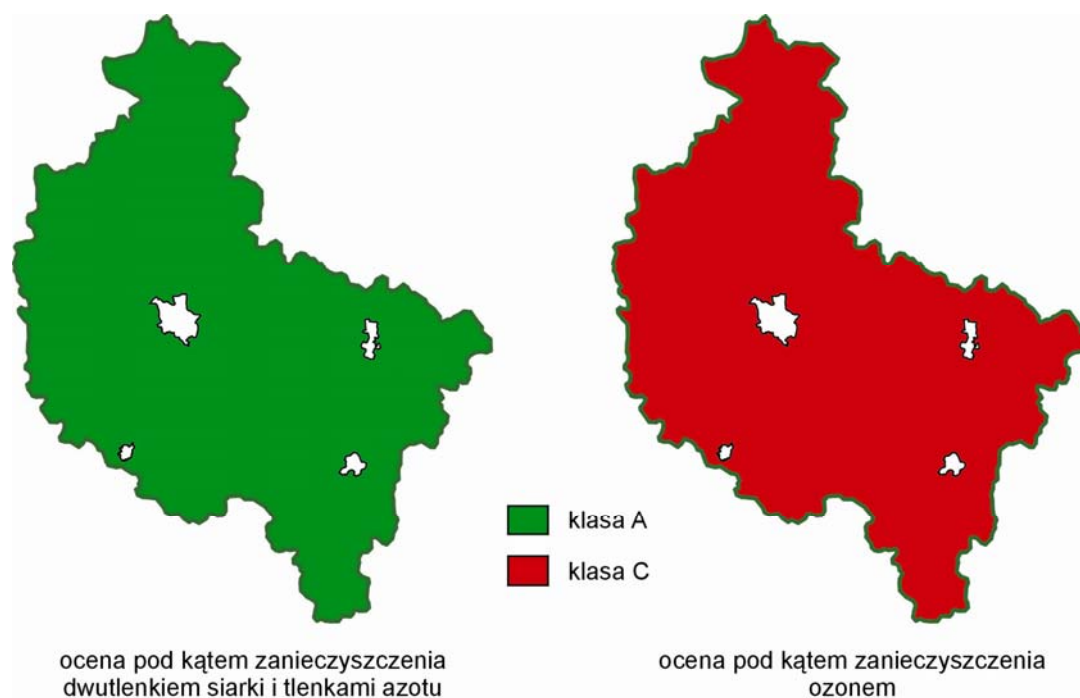 klasa A
klasa C
ocena pod kątem zanieczyszczenia
dwutlenkiem siarki i tlenkami azotu
ocena pod kątem zanieczyszczenia
ozonem